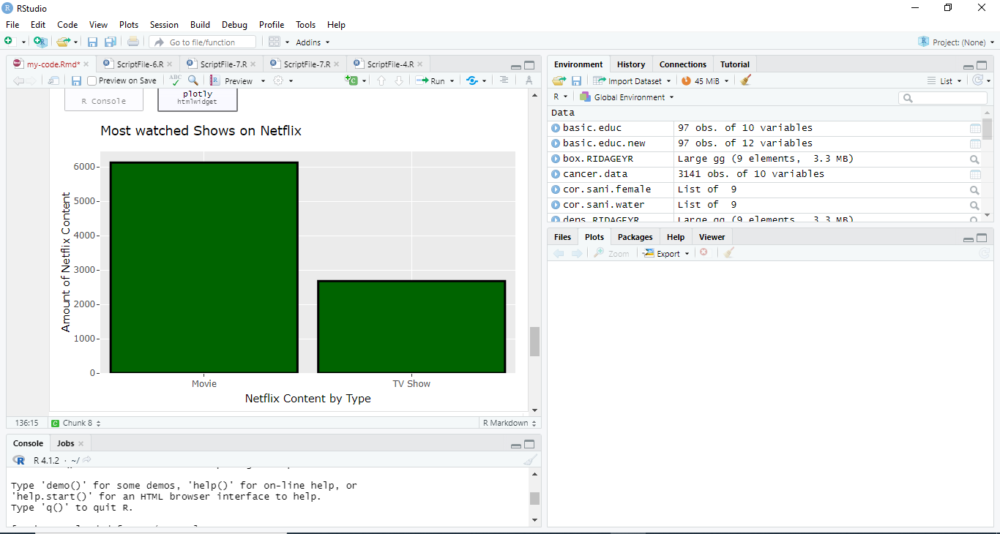 RStudio
File Edit Code View Plots Session Build Debug Profile Tools Help
Go to file/function Addins Project: (None)
my-code.Rmd* ScriptFile-6.R ScriptFile-7.R ScriptFile-7.R ScriptFile-4.R
Preview on Save ABC Preview Run
R Console
plotly
htmlwidget
Most watched Shows on Netflix
Amount of Netflix Content
6000
5000
4000
3000
2000
1000
0
Movie TV Show
Netflix Content by Type
136:15 C Chunk 8 R Markdown
Console Jobs
R 4.1.2 · ~/
Type 'demo()' for some demos, 'help()' for on-line help, or
'help.start()' for an HTML browser interface to help.
Type 'q()' to quit R.
Environment History Connections Tutorial
Import Dataset 45 MiB List
R Global Environment
Data
basic.educ 97 obs. of 10 variables
basic.educ.new 97 obs. of 12 variables
box.RIDAGEYR Large gg (9 elements, 3.3 MB)
cancer.data 3141 obs. of 10 variables
cor.sani.female List of 9
cor.sani.water List of 9
dens.RIDAGEYR Large gg (9 elements, 3.3 MB)
Files Plots Packages Help Viewer
Zoom Export